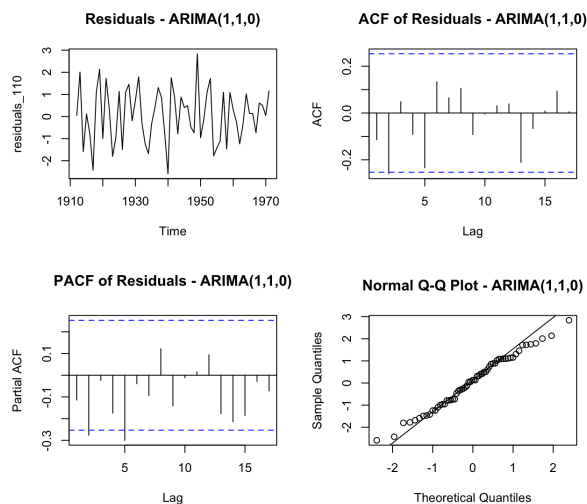 Residuals - ARIMA(1,1,0)
residuals_110
3
2
1
0
-1
-2
1910
1930
1950
1970
Time
ACF of Residuals - ARIMA(1,1,0)
ACF
0.2
0.0
-0.2
5
10
15
Lag
PACF of Residuals - ARIMA(1,1,0)
Partial ACF
0.1
-0.1
-0.3
5
10
15
Lag
Normal Q-Q Plot - ARIMA(1,1,0)
Sample Quantiles
3
2
1
0
-1
-2
-2
-1
0
1
2
Theoretical Quantiles